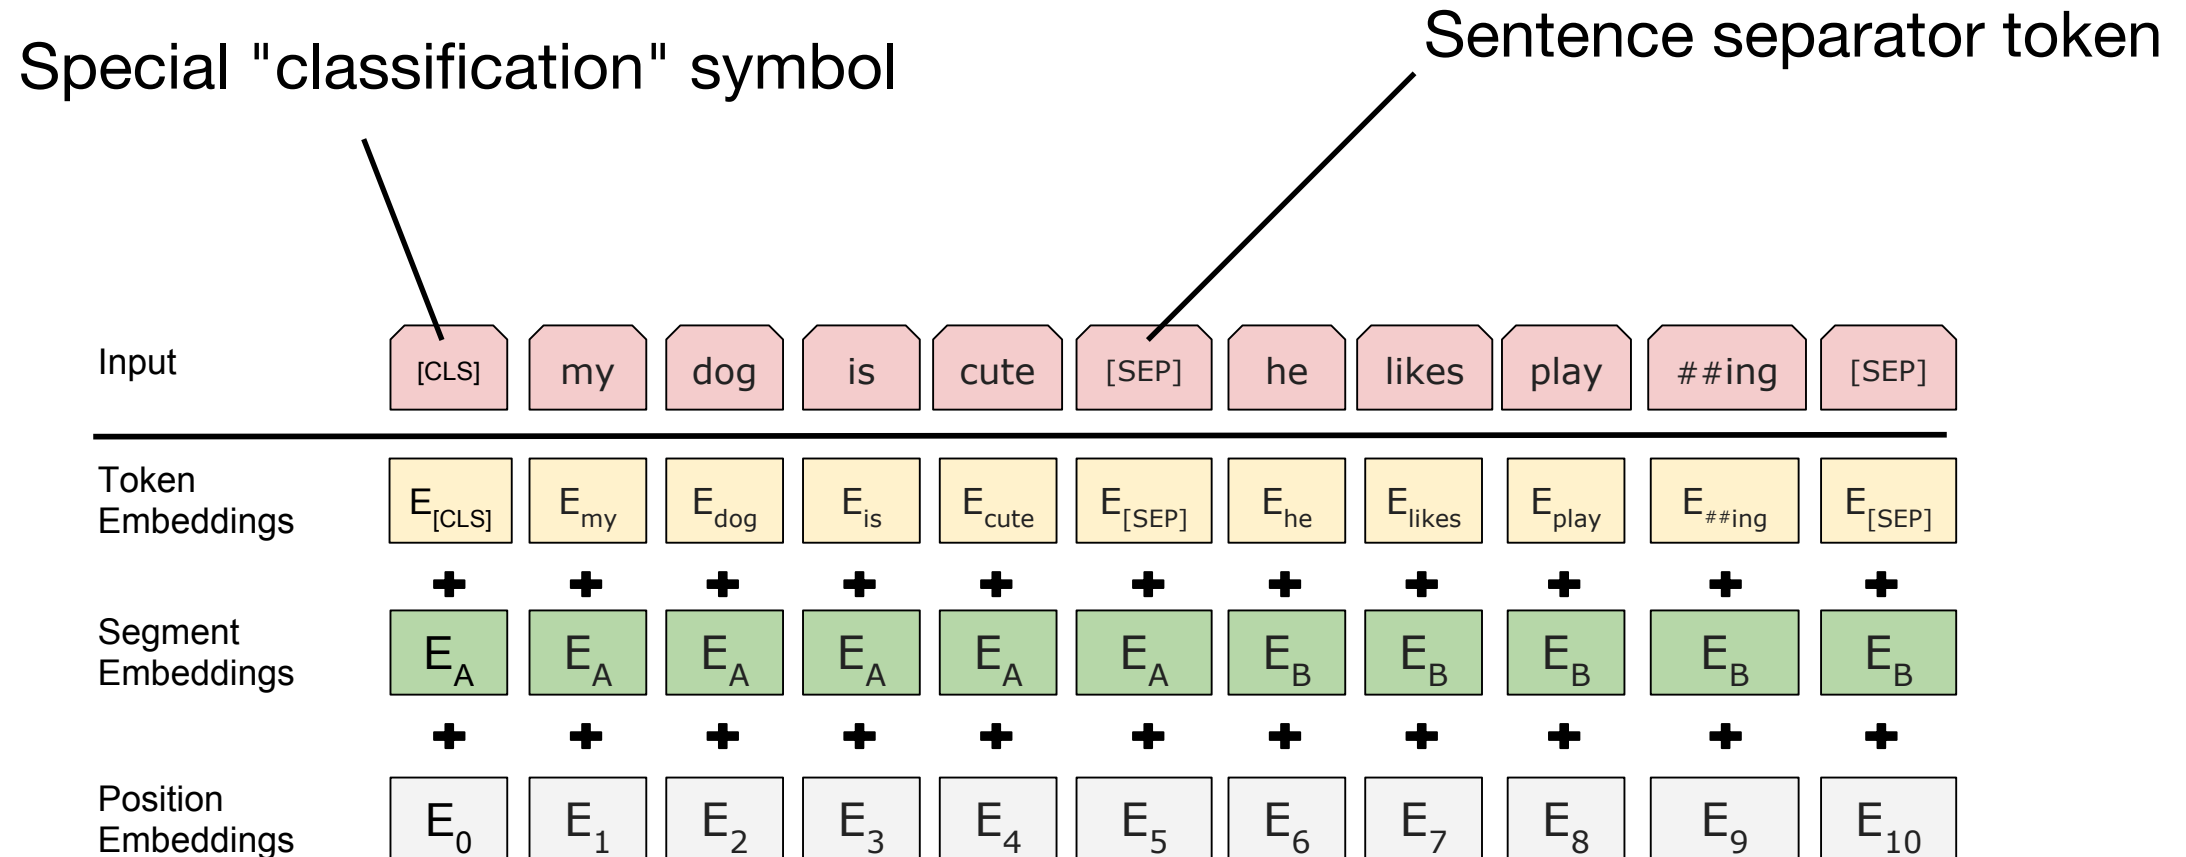 Special "classification" symbol
Sentence separator token
Input [CLS] my dog is cute [SEP] he likes play ##ing [SEP]
Token
Embeddings E[CLS] Emy Edog Eis Ecute E[SEP] Ehe Elikes Eplay E##ing E[SEP]
+ + + + + + + + + + +
Segment
Embeddings EA EA EA EA EA EA EB EB EB EB EB
+ + + + + + + + + + +
Position
Embeddings E0 E1 E2 E3 E4 E5 E6 E7 E8 E9 E10